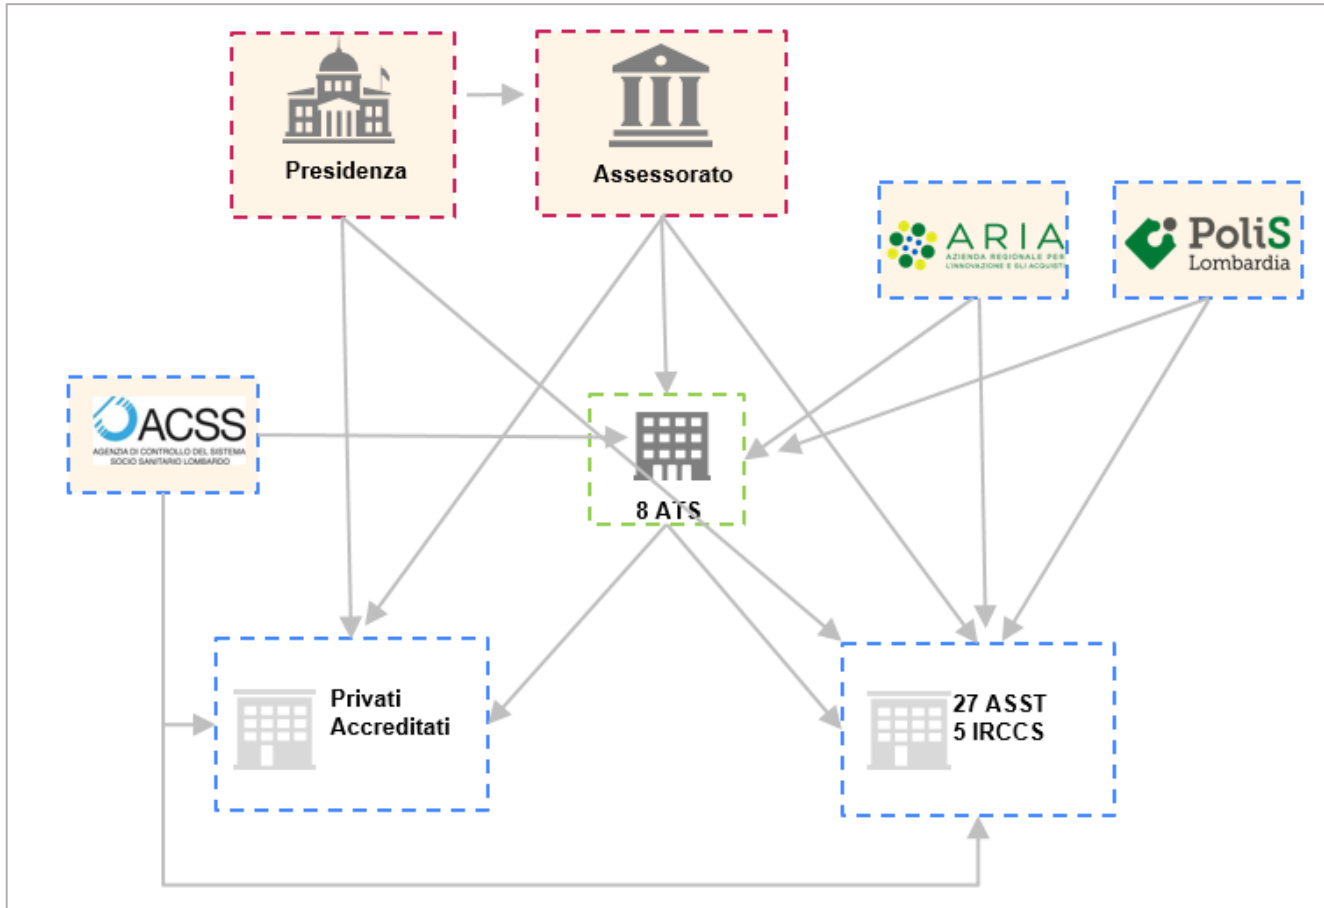 Presidenza
Assessorato
ARIA
AZIENDA REGIONALE PER
L'INNOVAZIONE E GLI ACQUISTI
PoliS
Lombardia
ACSS
AGENZIA DI CONTROLLO DEL SISTEMA
SOCIO SANITARIO LOMBARDO
8 ATS
Privati
Accreditati
27 ASST
5 IRCCS